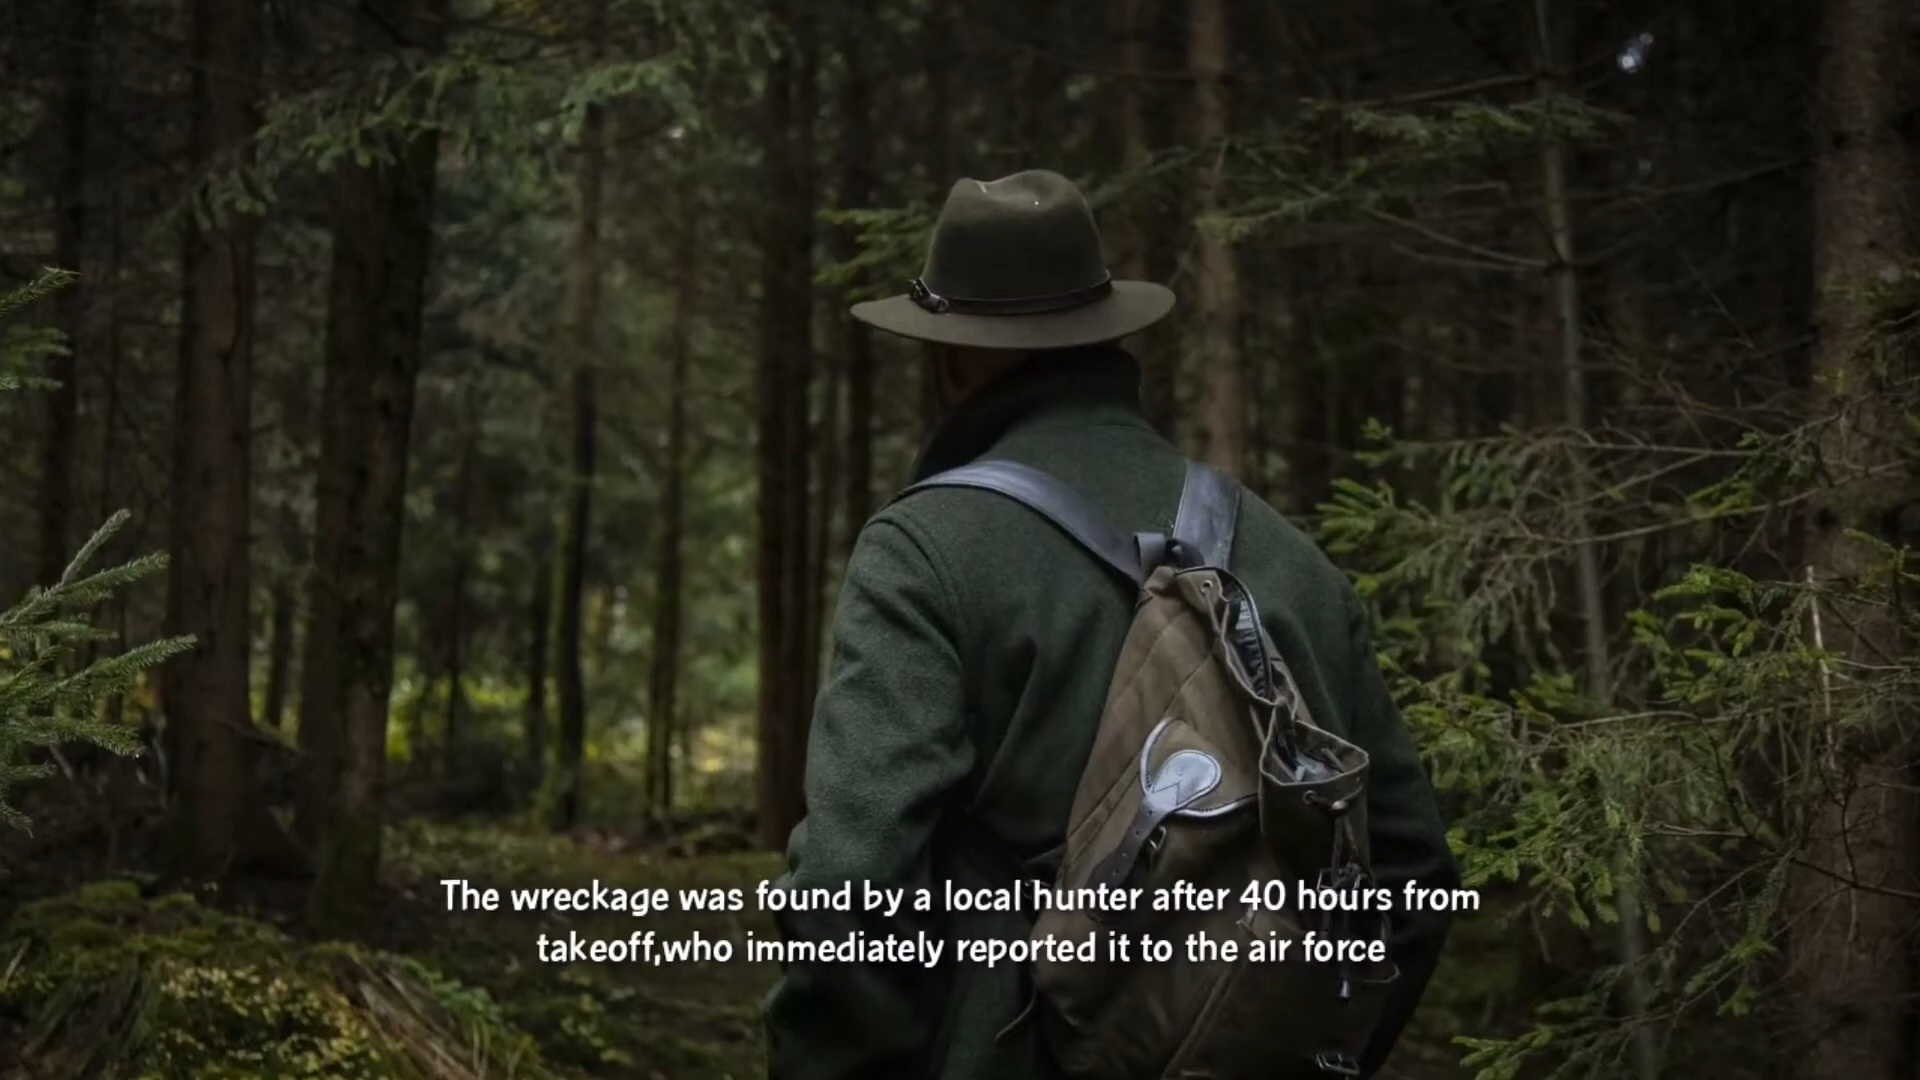 The wreckage was found by a local hunter after 40 hours from
takeoff,who immediately reported it to the air force